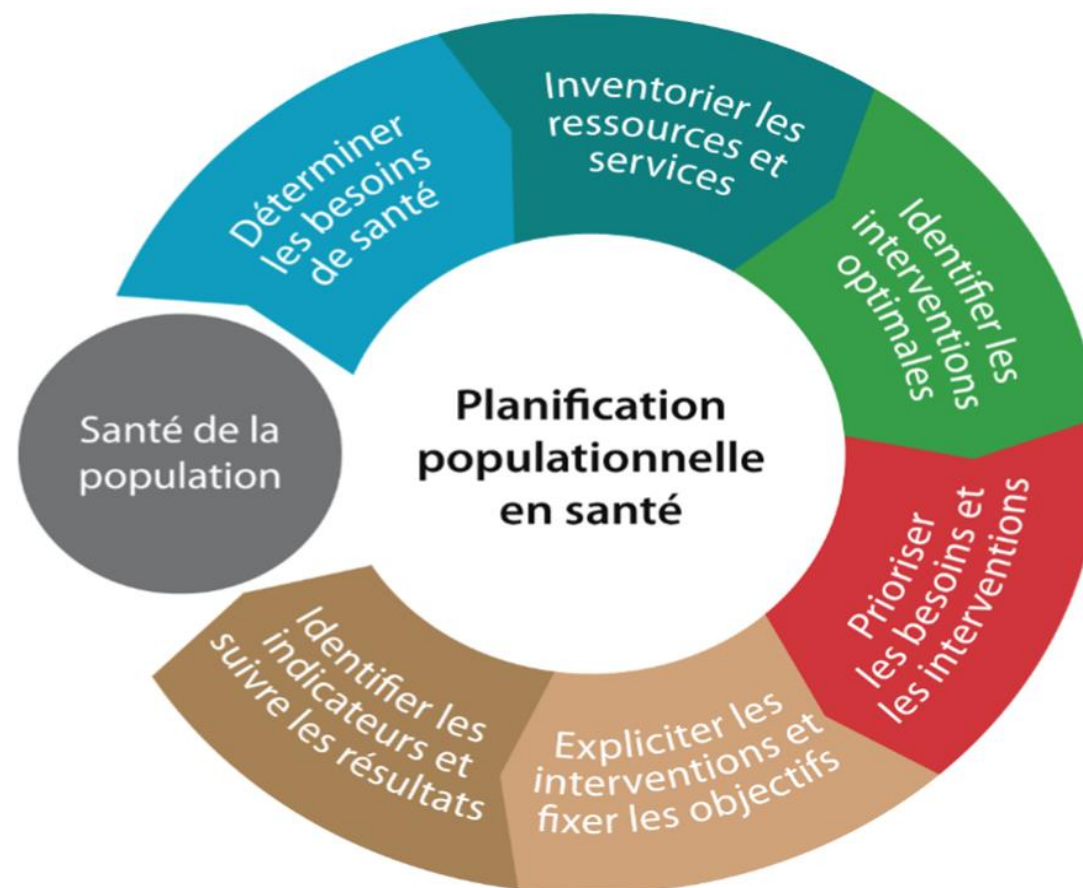 Déterminer
les besoins
de santé
Inventorier les
ressources et
services
Identifier les
interventions
optimales
Prioriser
les besoins et
les interventions
Expliciter les
interventions et
fixer les objectifs
Identifier les
indicateurs et
suivre les résultats
Santé de la
population
Planification
populationnelle
en santé